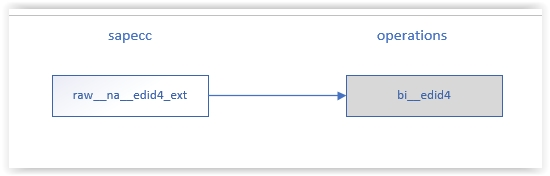 sapecc operations
raw__na__edid4_ext bi__edid4